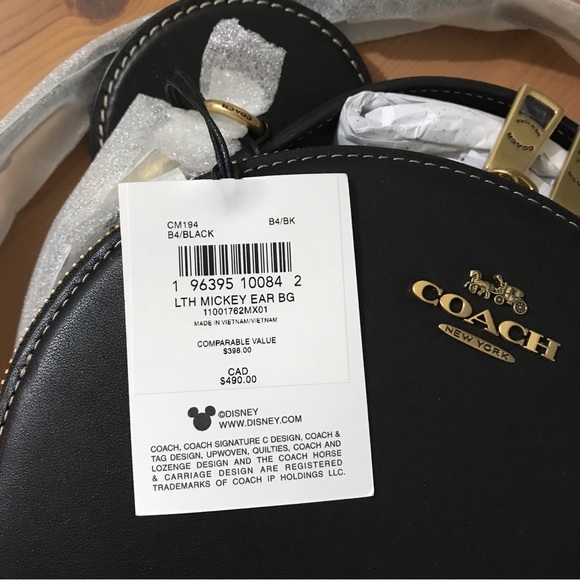 CM194 B4/BK
B4/BLACK
1 96395 10084 2
LTH MICKEY EAR BG
11001762MX01
MADE IN VIETNAM/VIETNAM
COMPARABLE VALUE
$398.00
CAD
$490.00
©DISNEY
WWW.DISNEY.COM
COACH, COACH SIGNATURE C DESIGN, COACH &
TAG DESIGN, UPWOVEN, QUILTIES, COACH AND
LOZENGE DESIGN AND THE COACH HORSE
& CARRIAGE DESIGN ARE REGISTERED
TRADEMARKS OF COACH IP HOLDINGS LLC.
COACH
NEW YORK
COACH
COACH